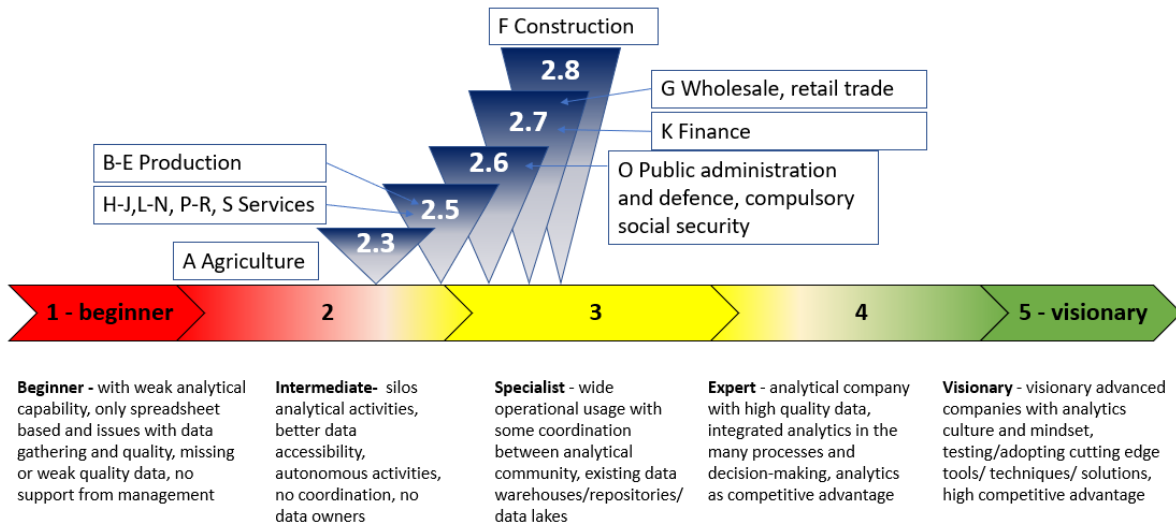 F Construction
2.8
G Wholesale, retail trade
2.7
K Finance
B-E Production
2.6
O Public administration
and defence, compulsory
social security
H-J,L-N, P-R, S Services
2.5
2.3
A Agriculture
1 - beginner
2
3
4
5 - visionary
Beginner - with weak analytical
capability, only spreadsheet
based and issues with data
gathering and quality, missing
or weak quality data, no
support from management
Intermediate- silos
analytical activities,
better data
accessibility,
autonomous activities,
no coordination, no
data owners
Specialist - wide
operational usage with
some coordination
between analytical
community, existing data
warehouses/repositories/
data lakes
Expert - analytical company
with high quality data,
integrated analytics in the
many processes and
decision-making, analytics
as competitive advantage
Visionary - visionary advanced
companies with analytics
culture and mindset,
testing/adopting cutting edge
tools/ techniques/ solutions,
high competitive advantage